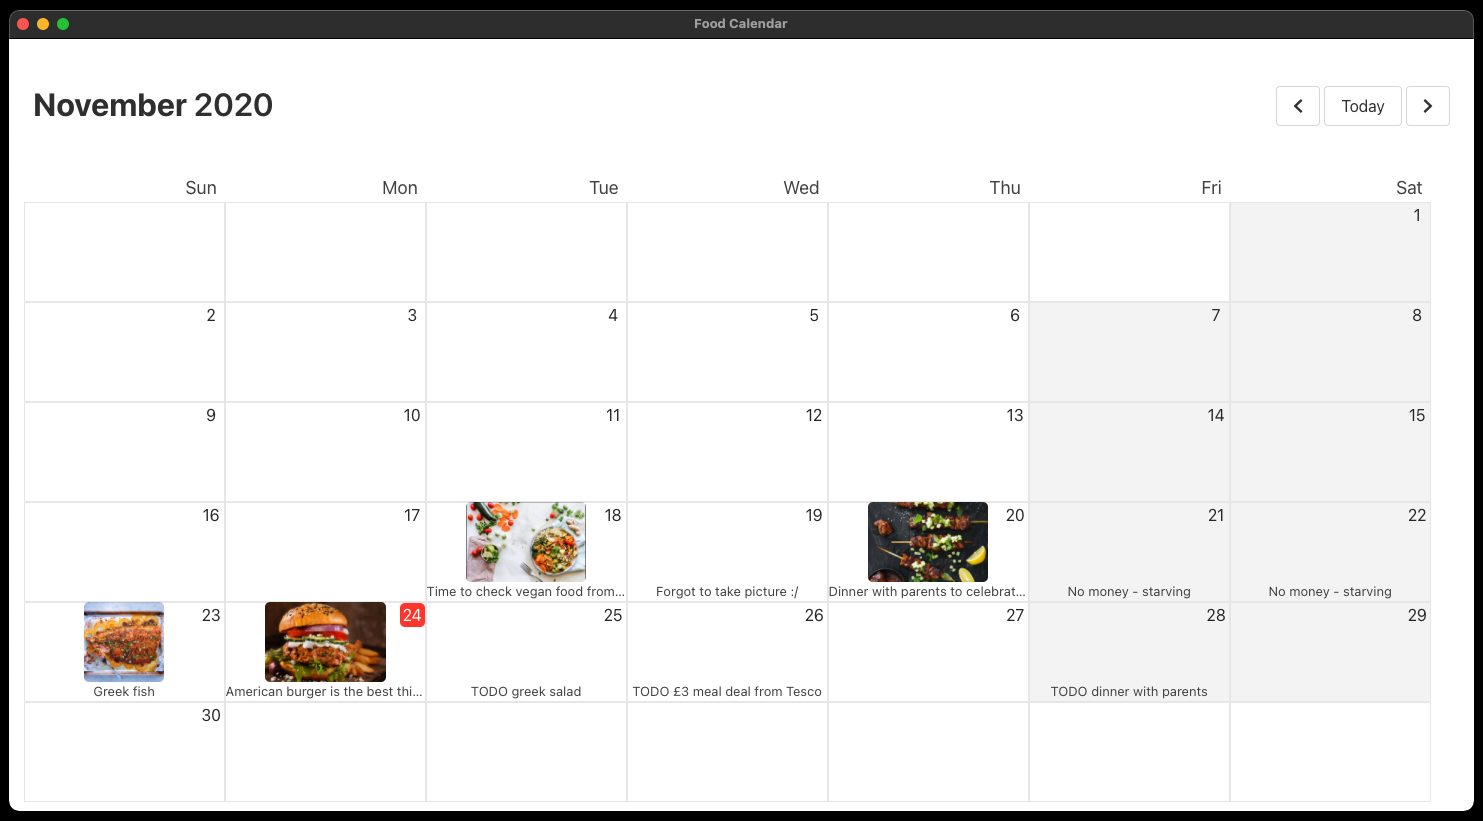 Food Calendar
November 2020
Today
Sun Mon Tue Wed Thu Fri Sat
1
2 3 4 5 6 7 8
9 10 11 12 13 14 15
16 17 18 19 20 21 22
Time to check vegan food from... Forgot to take picture :/ Dinner with parents to celebrat... No money - starving No money - starving
23 24 25 26 27 28 29
Greek fish American burger is the best thi... TODO greek salad TODO £3 meal deal from Tesco TODO dinner with parents
30